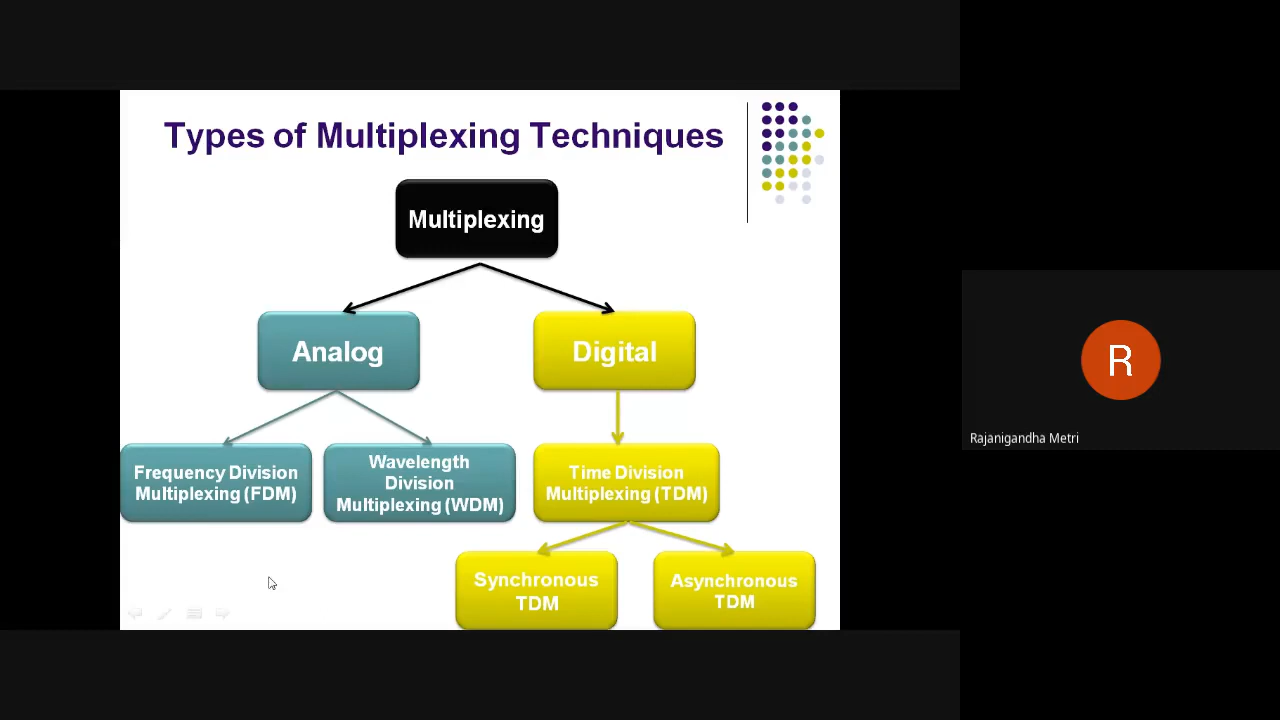 Types of Multiplexing Techniques
Multiplexing
Analog
Digital
Frequency Division
Multiplexing (FDM)
Wavelength
Division
Multiplexing (WDM)
Time Division
Multiplexing (TDM)
Synchronous
TDM
Asynchronous
TDM
R
Rajanigandha Metri